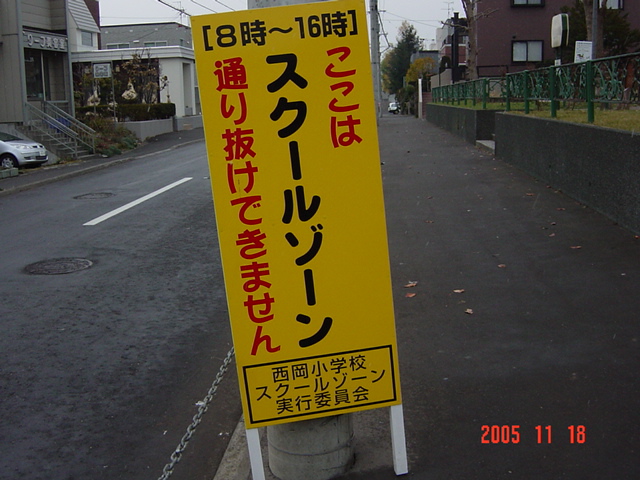 [8時～16時]
ここは
スクールゾーン
通り抜けできません
西岡小学校
スクールゾーン
実行委員会
2005 11 18